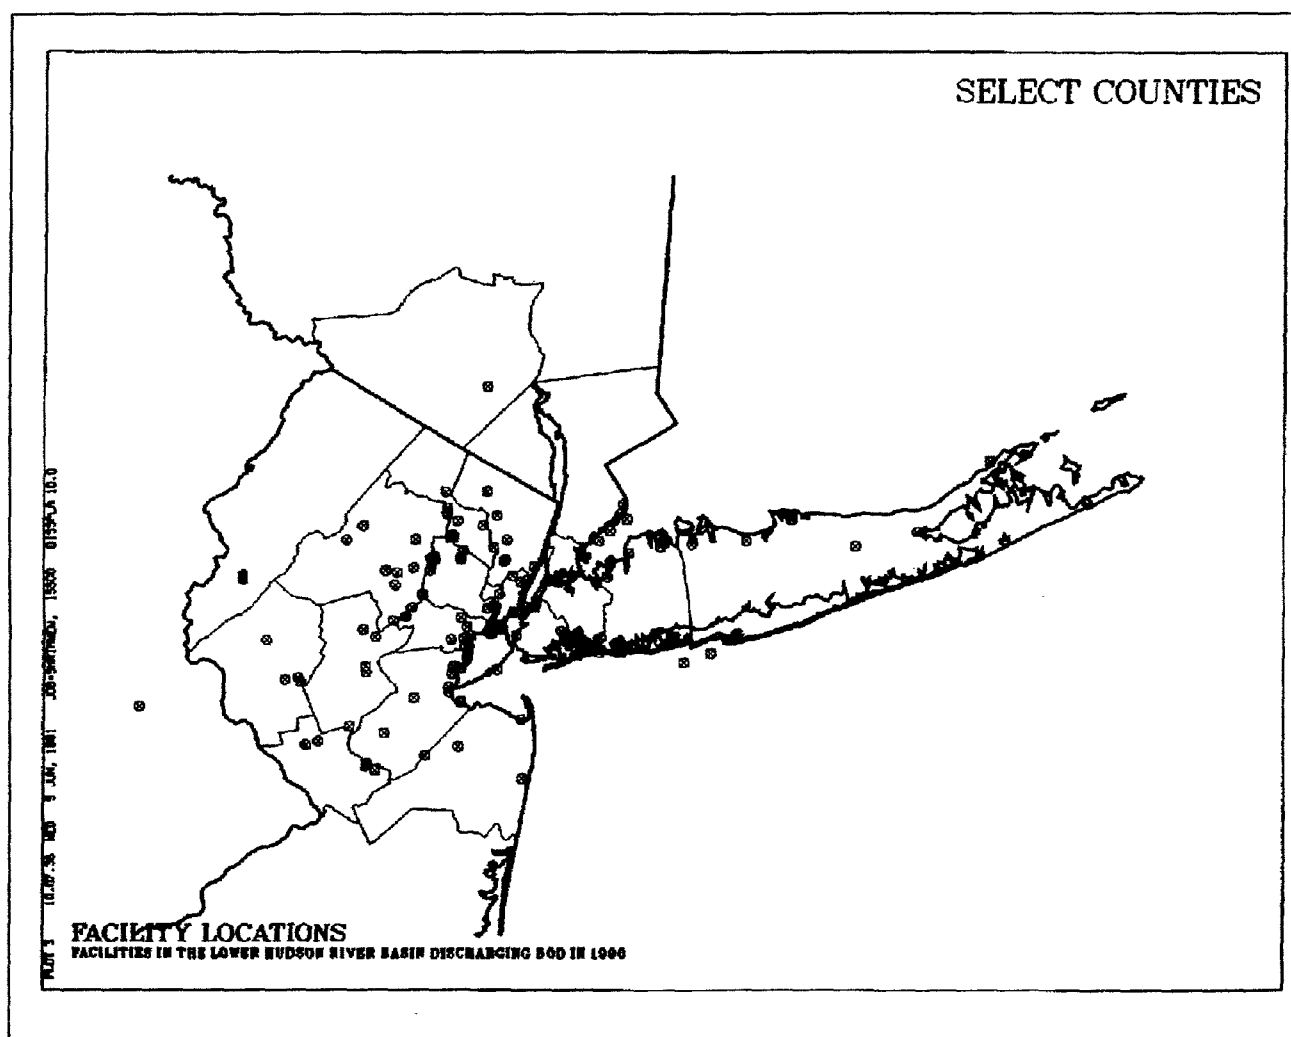 SELECT COUNTIES
FACILITY LOCATIONS
FACILITIES IN THE LOWER HUDSON RIVER BASIN DISCHARGING BOD IN 1990